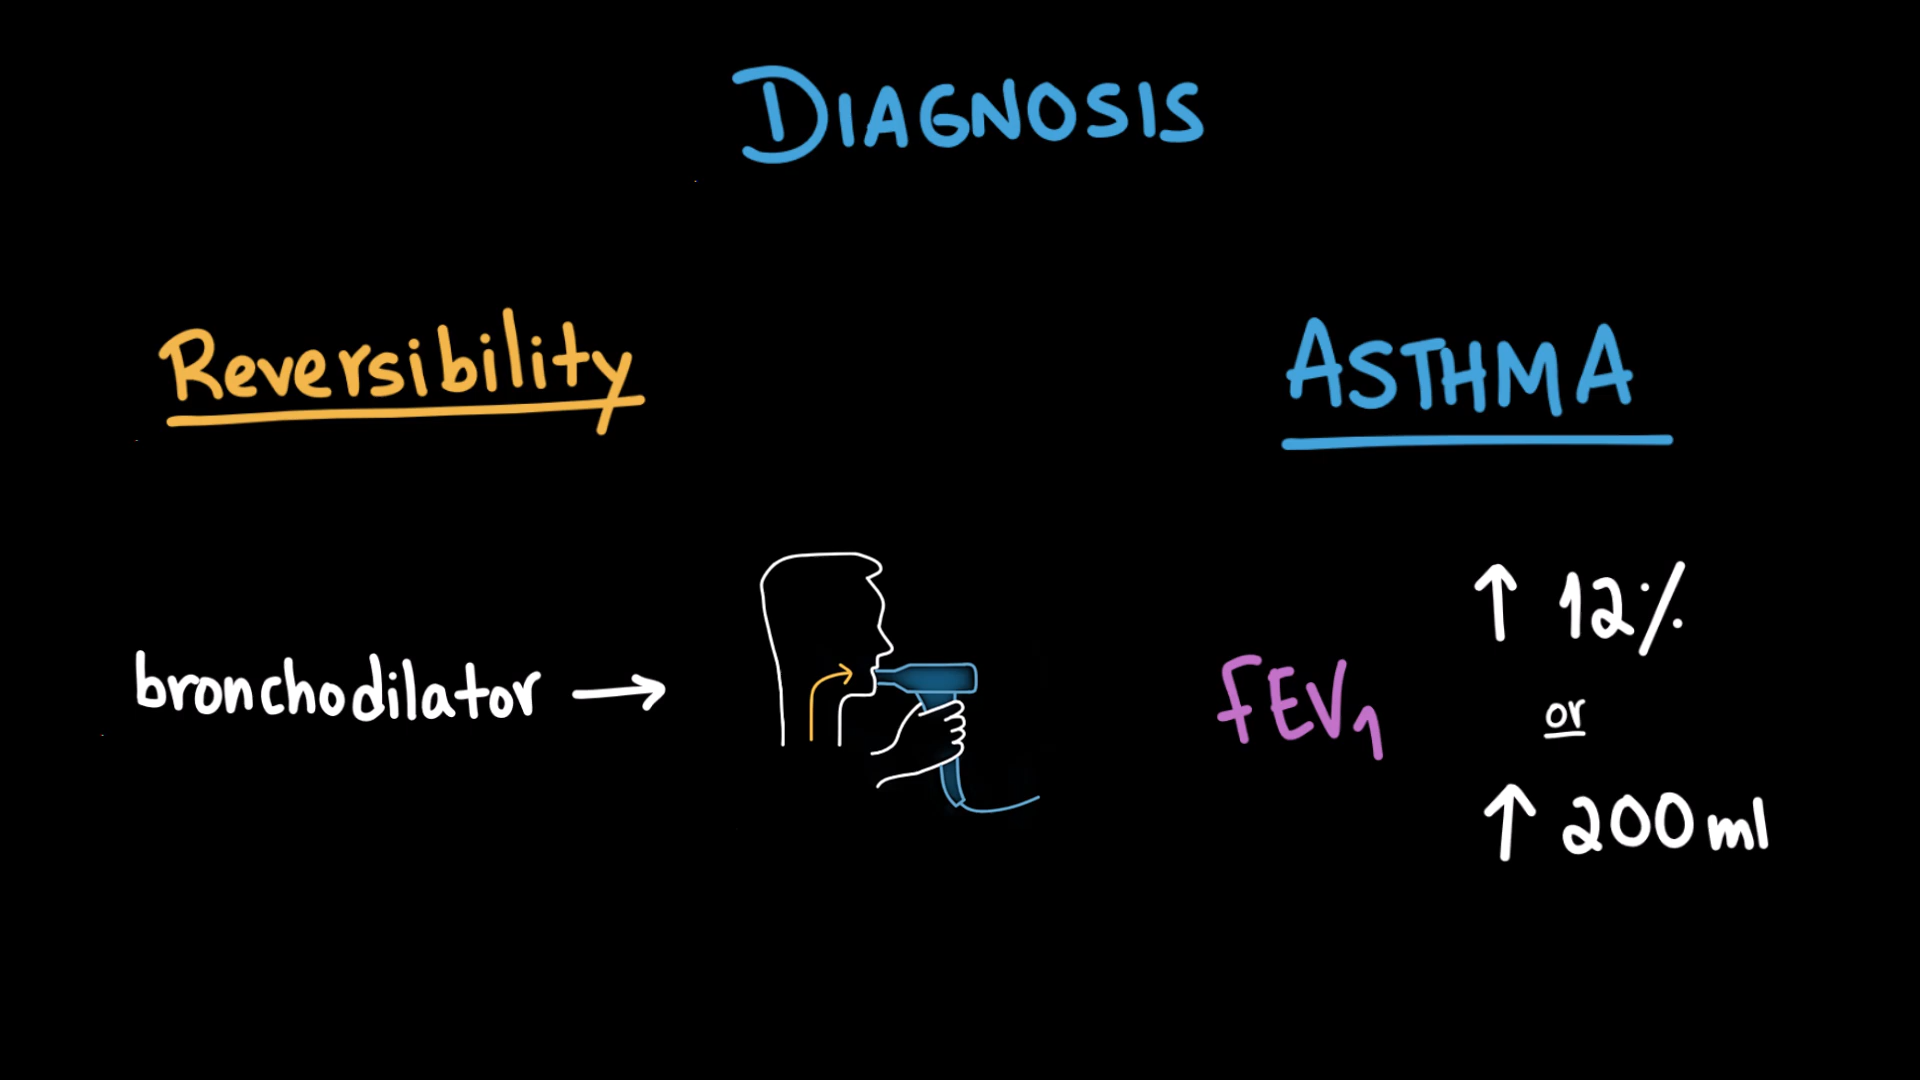 DIAGNOSIS
Reversibility
ASTHMA
bronchodilator →
FEV1
↑ 12%
or
↑ 200ml